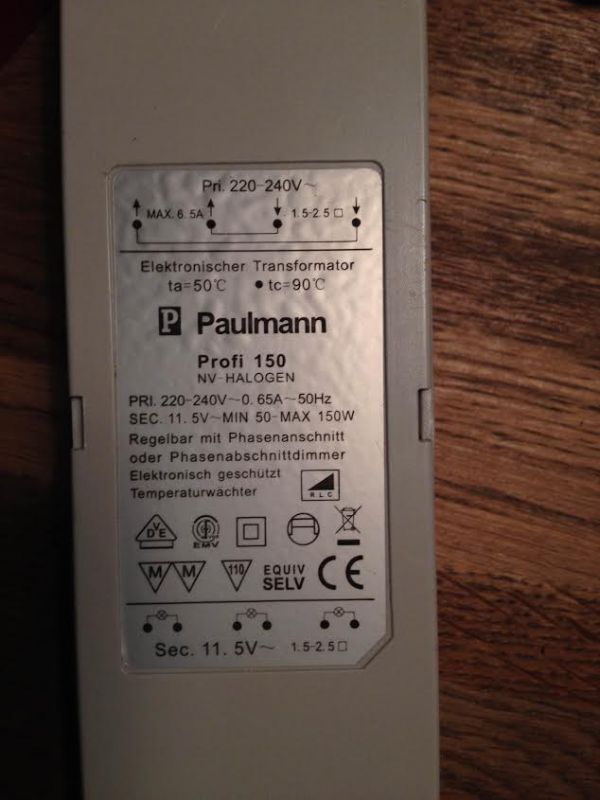 Pri. 220-240V~
MAX. 6.5A 1.5-2.5 □
Elektronischer Transformator
ta=50℃ • tc=90℃
P Paulmann
Profi 150
NV-HALOGEN
PRI. 220-240V~0.65A~50Hz
SEC. 11.5V~MIN 50-MAX 150W
Regelbar mit Phasenanschnitt
oder Phasenabschnittdimmer
Elektronisch geschützt
Temperaturwächter
R L C
VDE EMV
M M 110 EQUIV SELV CE
Sec. 11.5V~ 1.5-2.5 □